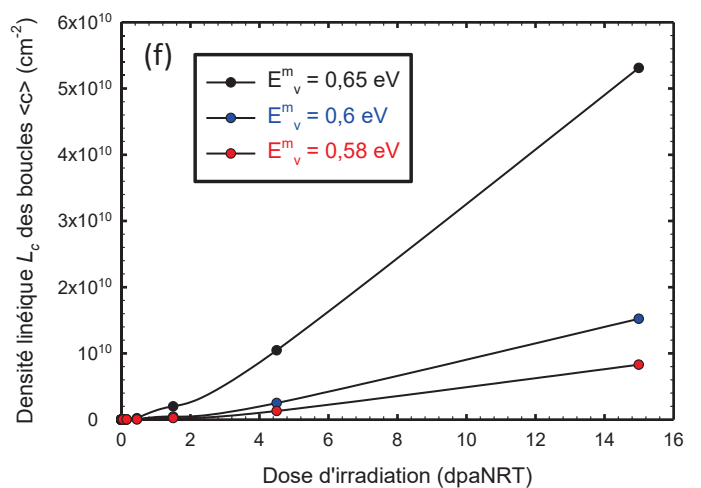 (f)
E^m_v = 0,65 eV
E^m_v = 0,6 eV
E^m_v = 0,58 eV
Densité linéique L_c des boucles <c> (cm^-2)
6x10^10
5x10^10
4x10^10
3x10^10
2x10^10
10^10
0
0 2 4 6 8 10 12 14 16
Dose d'irradiation (dpaNRT)